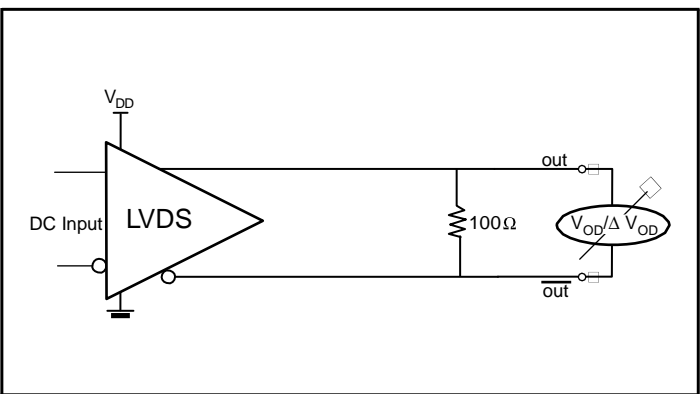 VDD
out
DC Input
LVDS
100Ω
VOD/Δ VOD
out